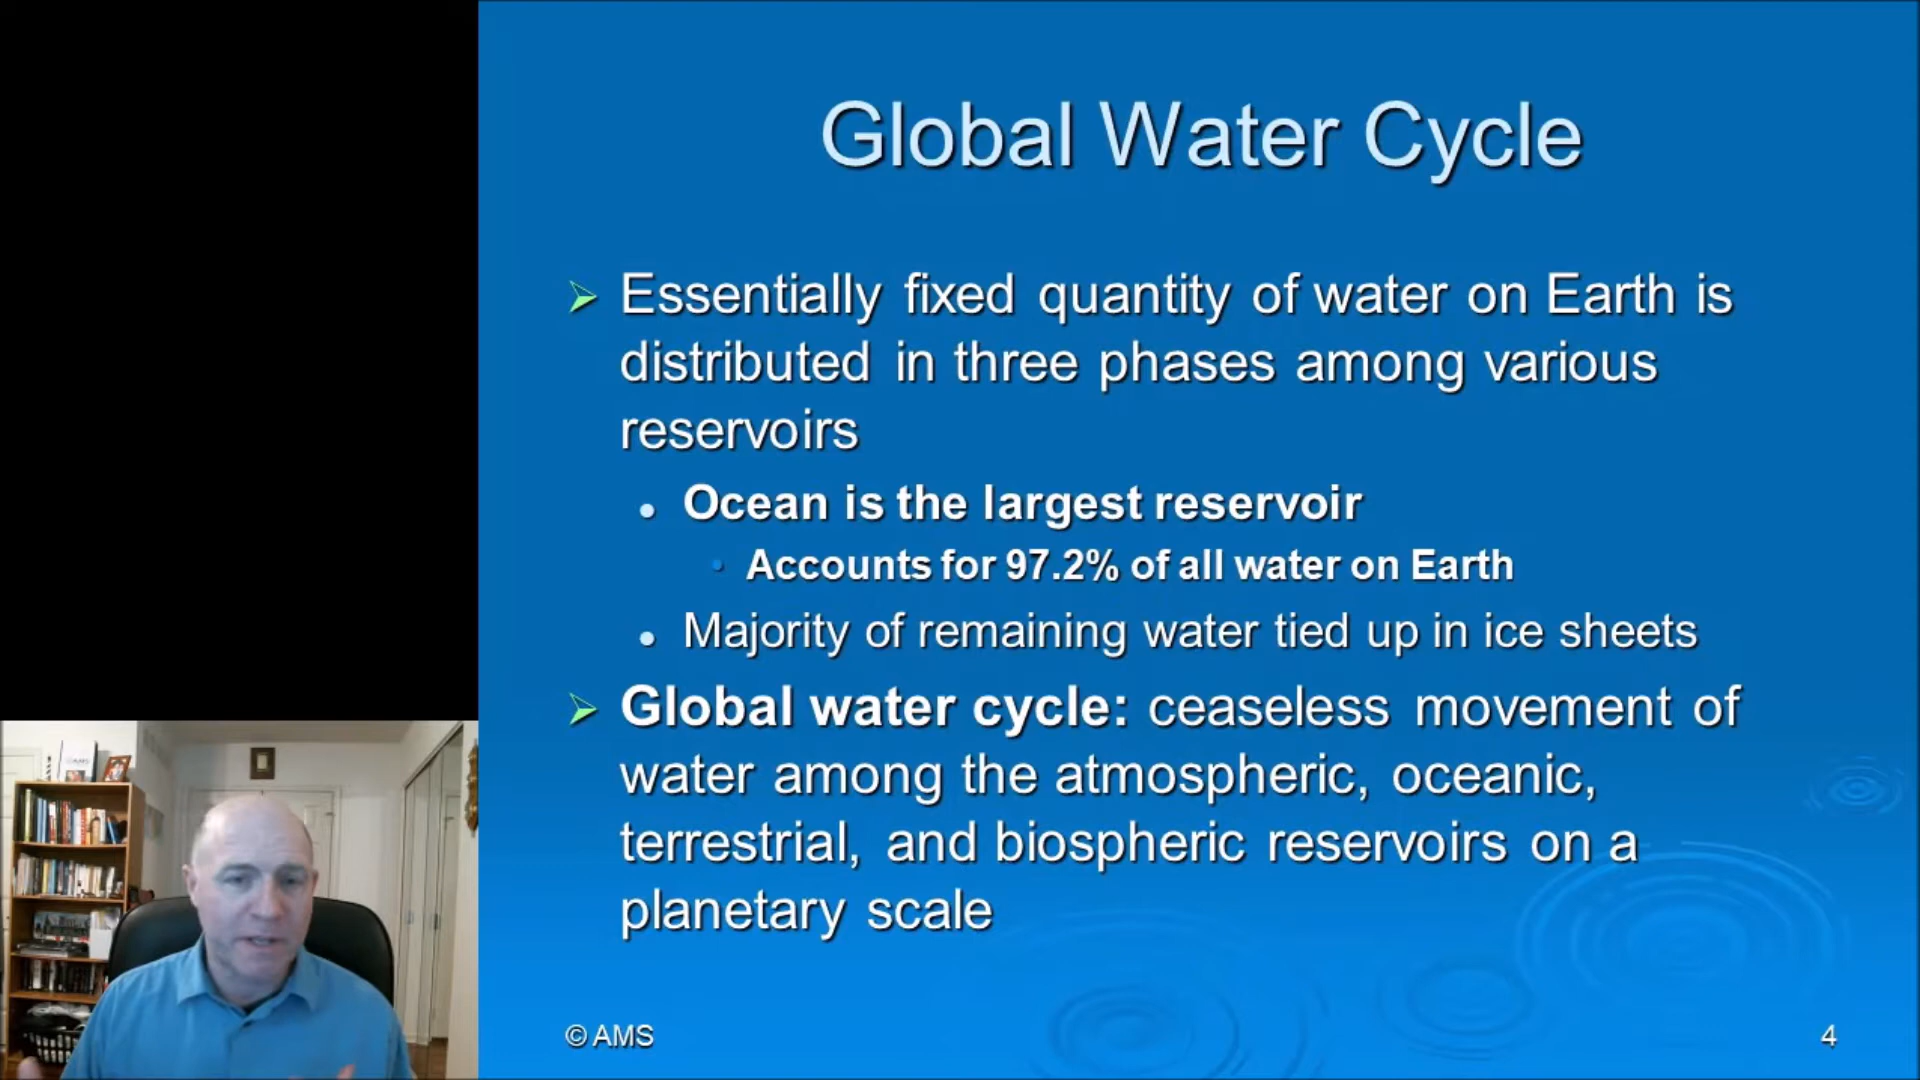 Global Water Cycle
Essentially fixed quantity of water on Earth is
distributed in three phases among various
reservoirs
Ocean is the largest reservoir
Accounts for 97.2% of all water on Earth
Majority of remaining water tied up in ice sheets
Global water cycle: ceaseless movement of
water among the atmospheric, oceanic,
terrestrial, and biospheric reservoirs on a
planetary scale
© AMS
4